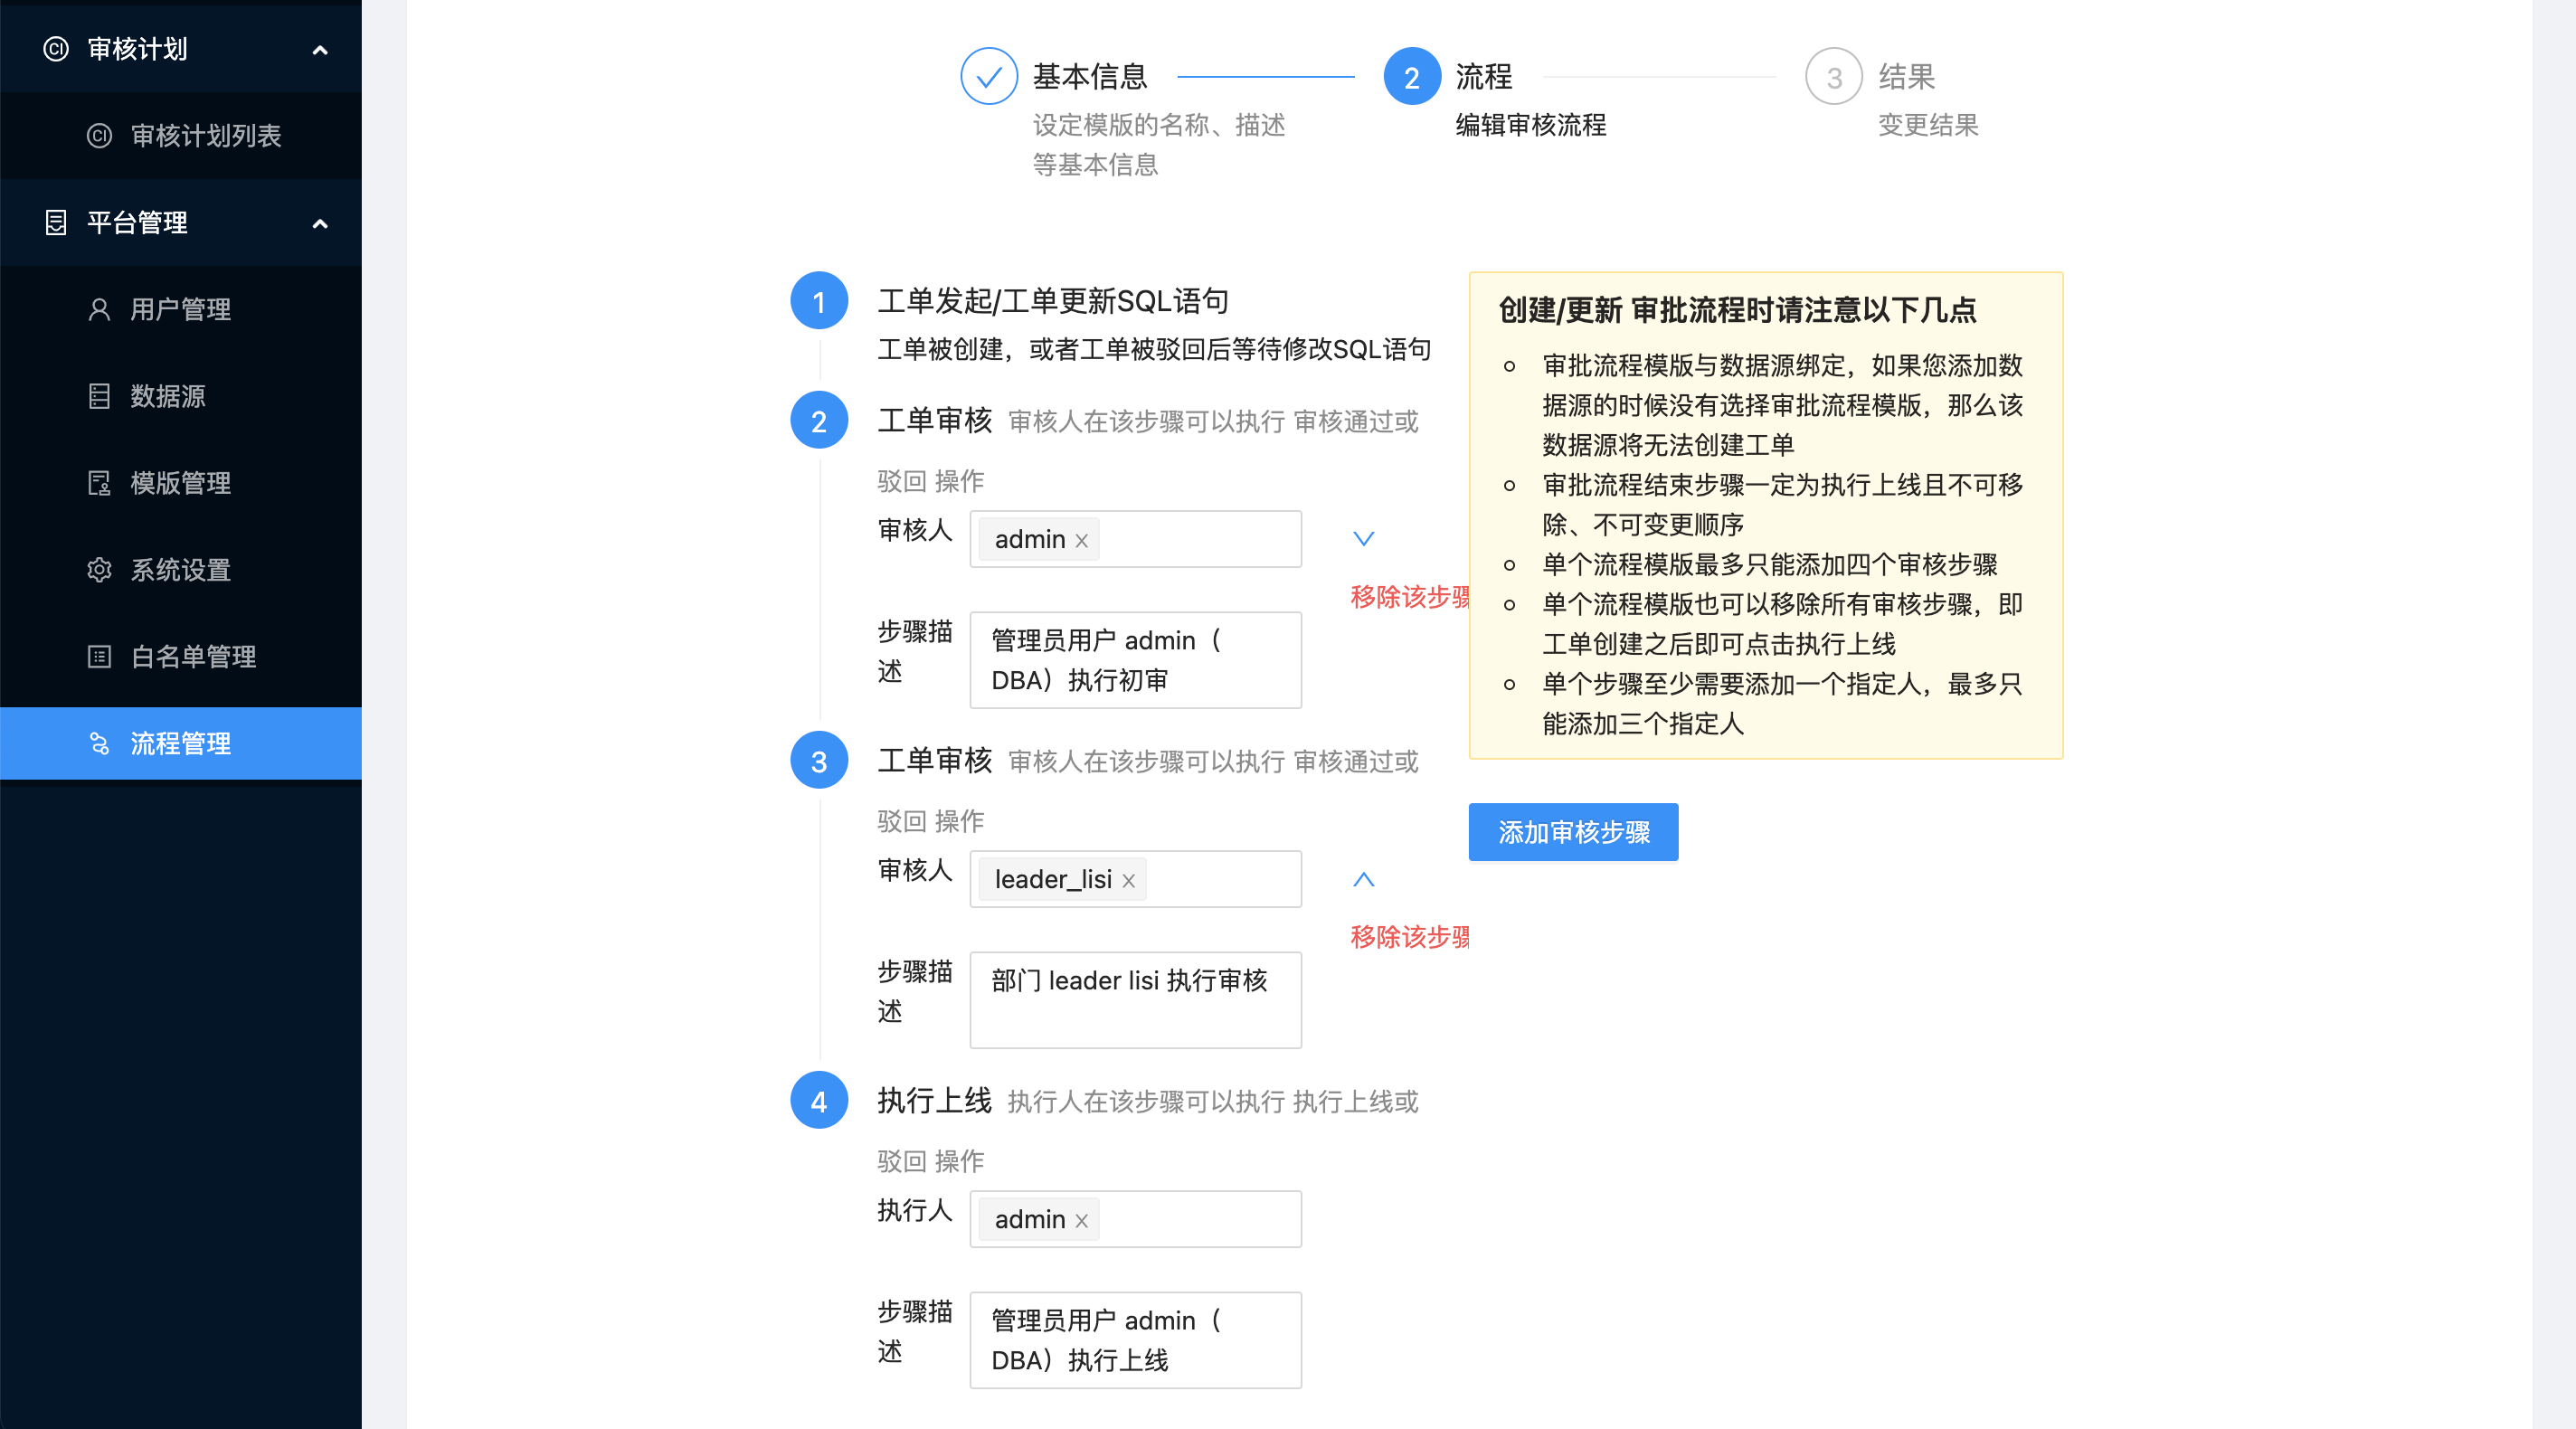 审核计划
审核计划列表
平台管理
用户管理
数据源
模版管理
系统设置
白名单管理
流程管理
基本信息
设定模版的名称、描述
等基本信息
2
流程
编辑审核流程
3
结果
变更结果
1
工单发起/工单更新SQL语句
工单被创建，或者工单被驳回后等待修改SQL语句
2
工单审核 审核人在该步骤可以执行 审核通过或
驳回 操作
审核人
admin
移除该步骤
步骤描
述
管理员用户 admin（
DBA）执行初审
3
工单审核 审核人在该步骤可以执行 审核通过或
驳回 操作
审核人
leader_lisi
移除该步骤
步骤描
述
部门 leader lisi 执行审核
4
执行上线 执行人在该步骤可以执行 执行上线或
驳回 操作
执行人
admin
步骤描
述
管理员用户 admin（
DBA）执行上线
创建/更新 审批流程时请注意以下几点
审批流程模版与数据源绑定，如果您添加数
据源的时候没有选择审批流程模版，那么该
数据源将无法创建工单
审批流程结束步骤一定为执行上线且不可移
除、不可变更顺序
单个流程模版最多只能添加四个审核步骤
单个流程模版也可以移除所有审核步骤，即
工单创建之后即可点击执行上线
单个步骤至少需要添加一个指定人，最多只
能添加三个指定人
添加审核步骤